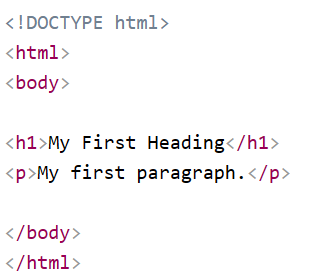 <!DOCTYPE html>
<html>
<body>

<h1>My First Heading</h1>
<p>My first paragraph.</p>

</body>
</html>